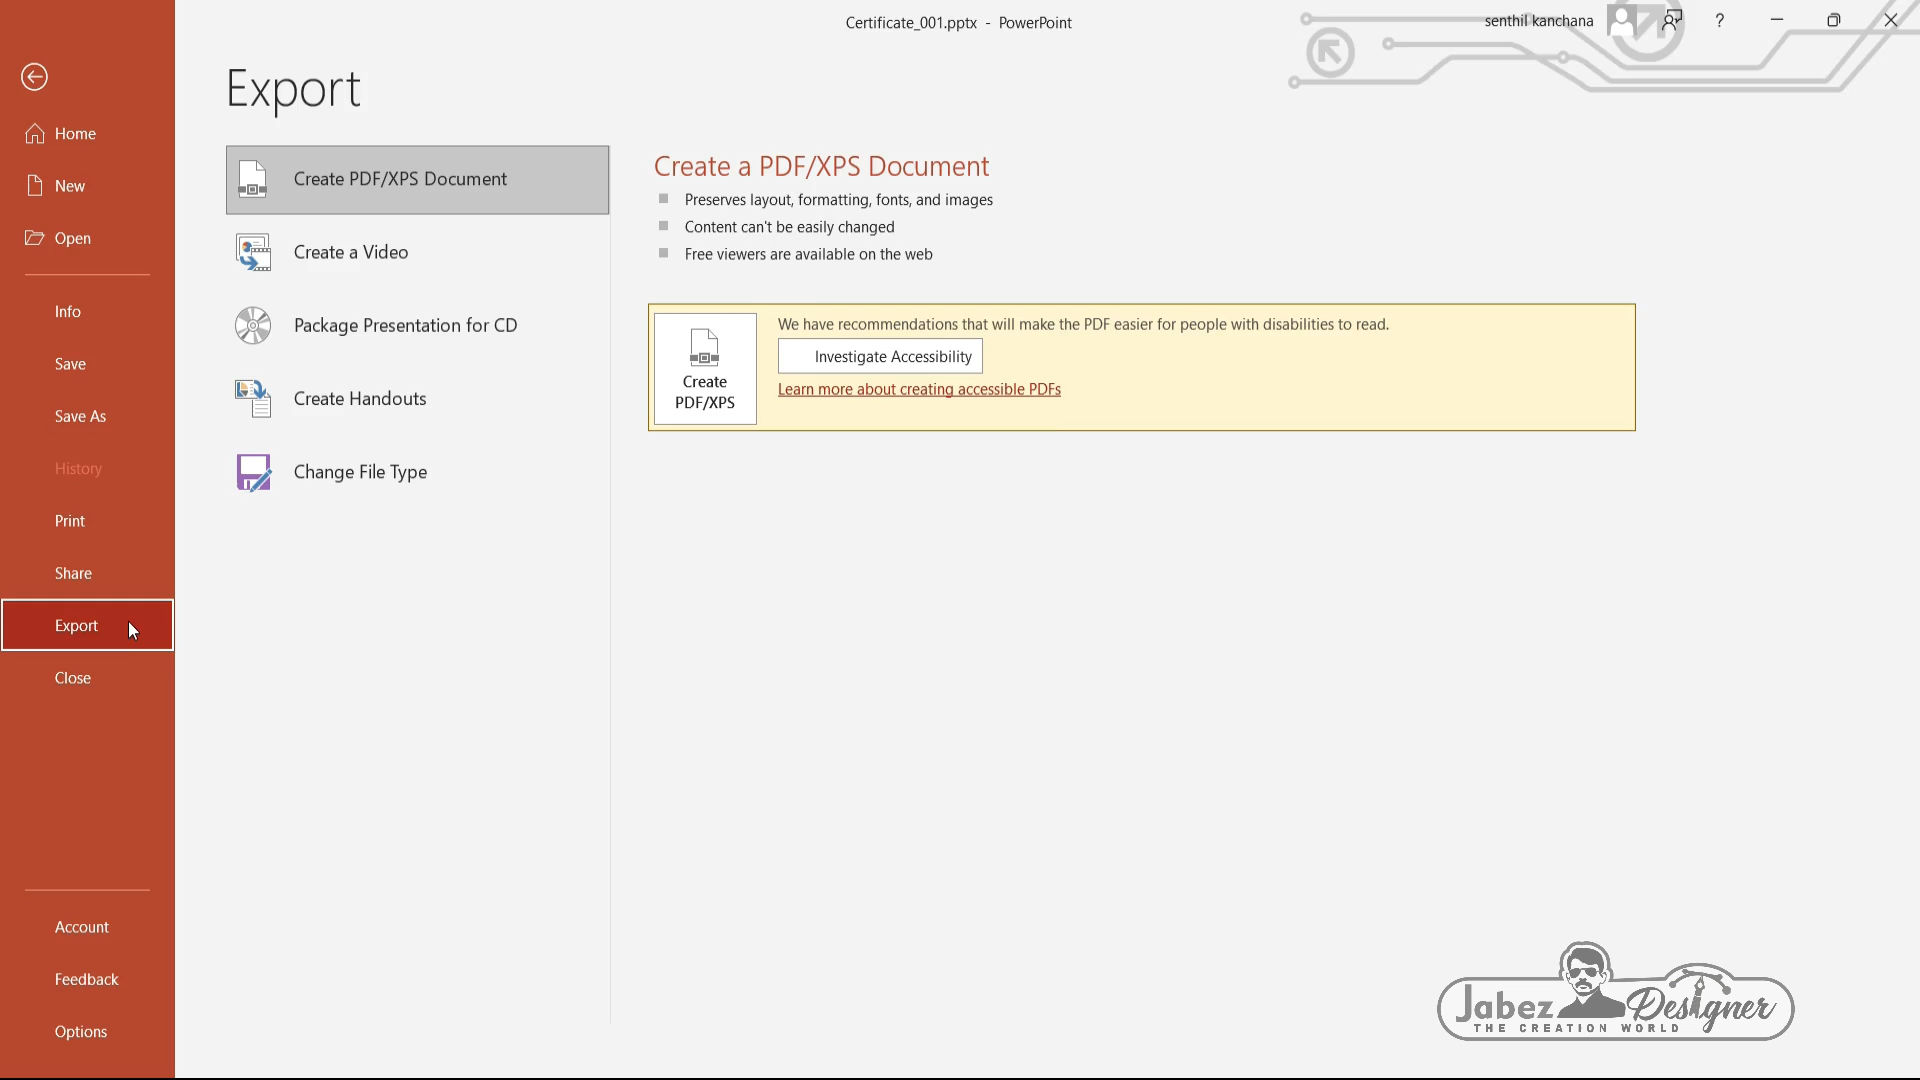 Certificate_001.pptx - PowerPoint
senthil kanchana
?
Export
Home
New
Open
Info
Save
Save As
History
Print
Share
Export
Close
Account
Feedback
Options
Create PDF/XPS Document
Create a Video
Package Presentation for CD
Create Handouts
Change File Type
Create a PDF/XPS Document
Preserves layout, formatting, fonts, and images
Content can't be easily changed
Free viewers are available on the web
Create
PDF/XPS
We have recommendations that will make the PDF easier for people with disabilities to read.
Investigate Accessibility
Learn more about creating accessible PDFs
Jabez Designer
THE CREATION WORLD